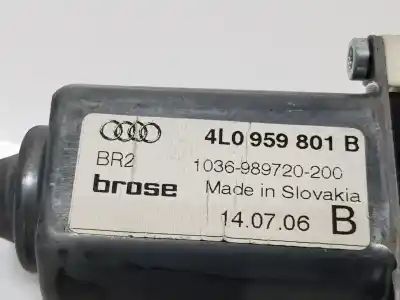 4L0 959 801 B
BR2 1036-989720-200
brose Made in Slovakia
14.07.06 B